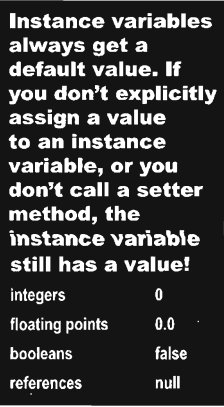 Instance variables
always get a
default value. If
you don't explicitly
assign a value
to an instance
variable, or you
don't call a setter
method, the
instance variable
still has a value!
integers 0
floating points 0.0
booleans false
references null